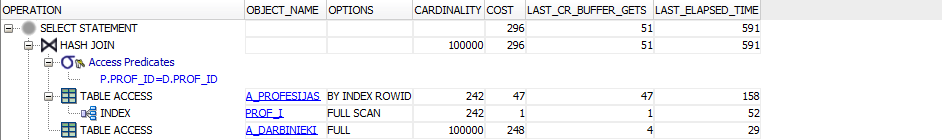 OPERATION OBJECT_NAME OPTIONS CARDINALITY COST LAST_CR_BUFFER_GETS LAST_ELAPSED_TIME
SELECT STATEMENT 296 51 591
HASH JOIN 100000 296 51 591
Access Predicates
P.PROF_ID=D.PROF_ID
TABLE ACCESS A_PROFESIJAS BY INDEX ROWID 242 47 47 158
INDEX PROF_I FULL SCAN 242 1 1 52
TABLE ACCESS A_DARBINIEKI FULL 100000 248 4 29